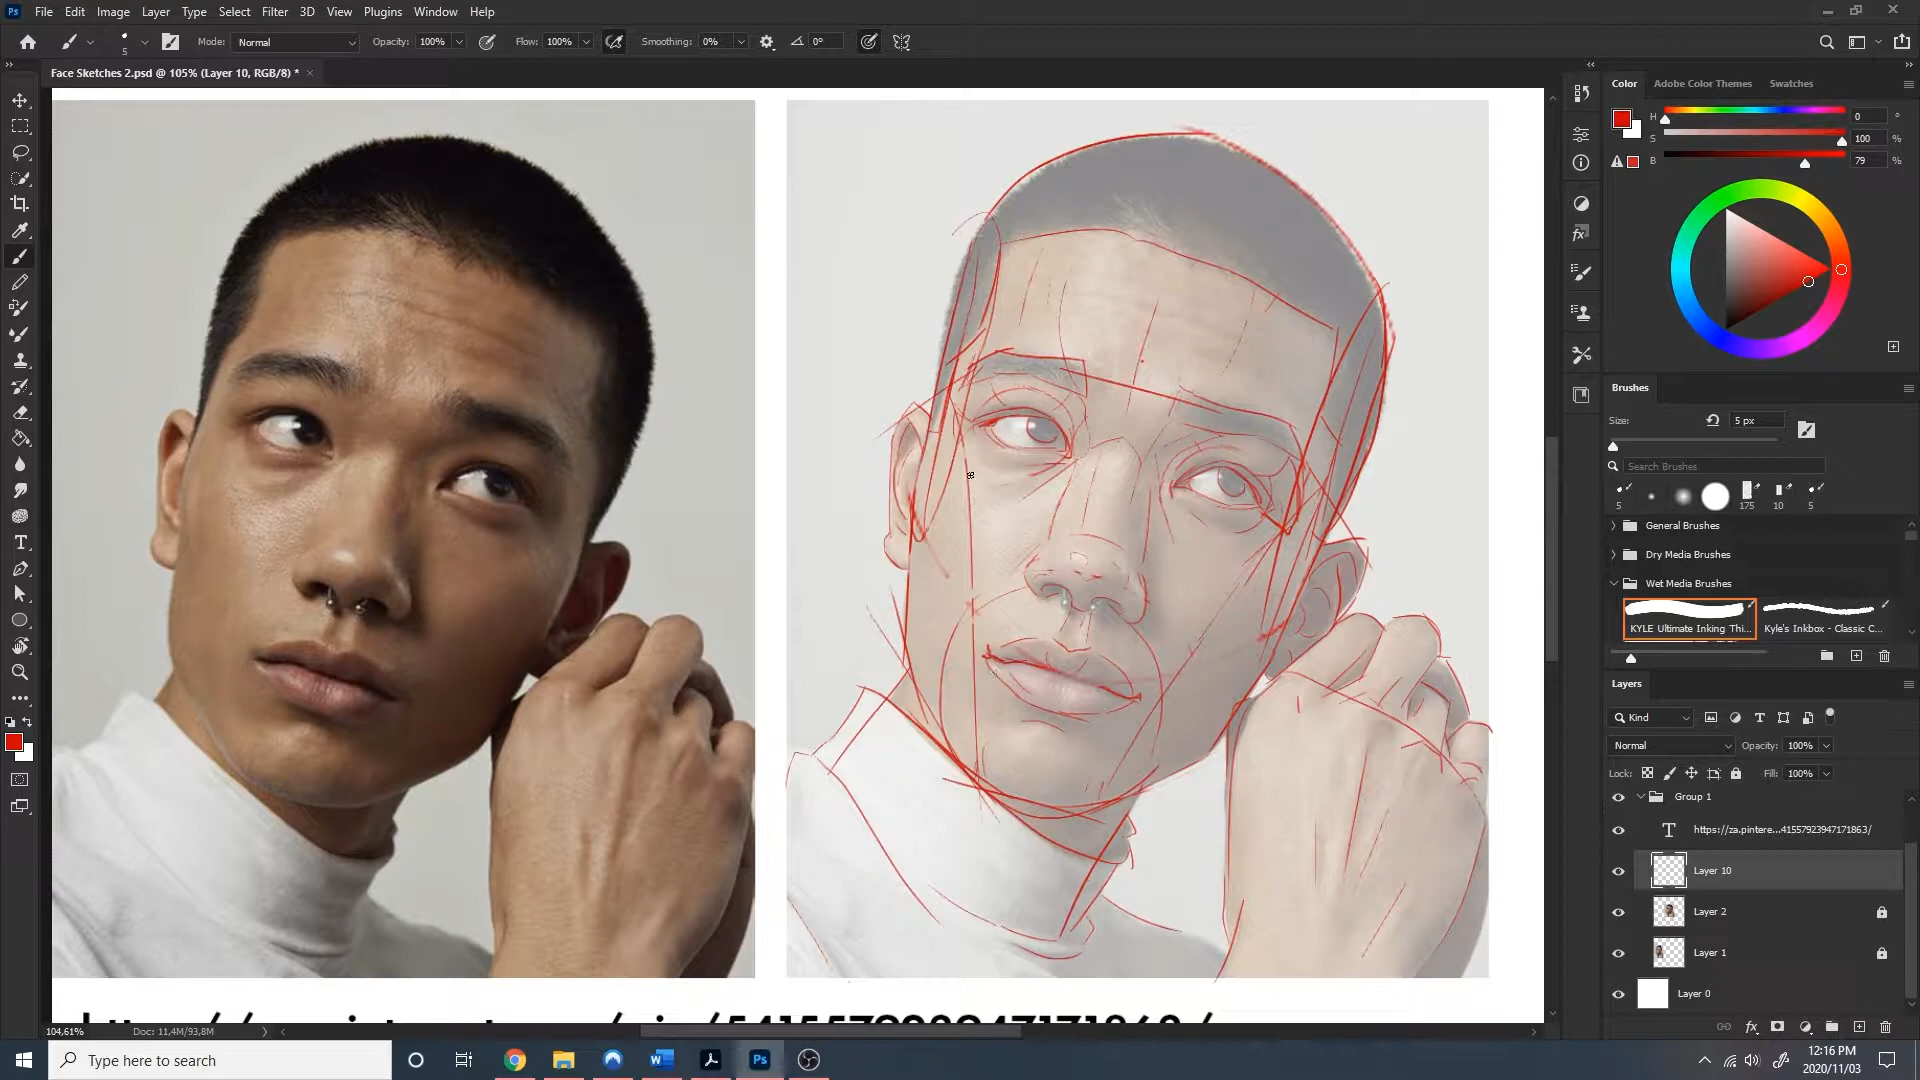 Ps File Edit Image Layer Type Select Filter 3D View Plugins Window Help
5 Mode: Normal Opacity: 100% Flow: 100% Smoothing: 0% 0°
Face Sketches 2.psd @ 105% (Layer 10, RGB/8) *
Color Adobe Color Themes Swatches
H 0 °
S 100 %
B 79 %
Brushes
Size: 5 px
Search Brushes
5 175 10 5
General Brushes
Dry Media Brushes
Wet Media Brushes
KYLE Ultimate Inking Thi... Kyle's Inkbox - Classic C...
Layers
Kind
Normal Opacity: 100%
Lock: Fill: 100%
Group 1
https://za.pintere...41557923947171863/
Layer 10
Layer 2
Layer 1
Layer 0
104,61% Doc: 11,4M/93,8M
Type here to search
Ps
12:16 PM
2020/11/03